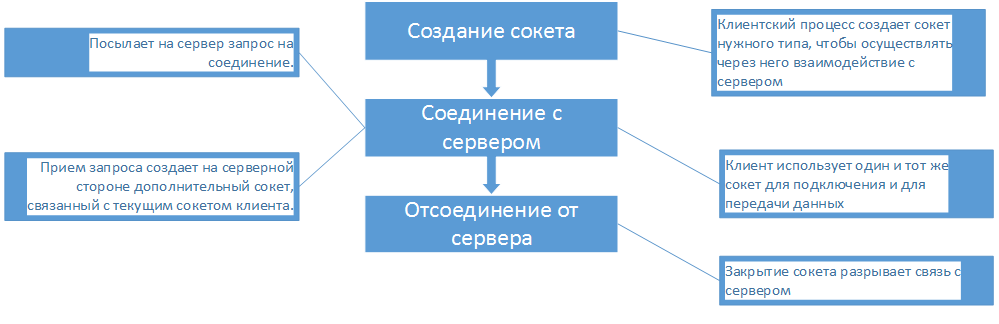 Создание сокета
Клиентский процесс создает сокет
нужного типа, чтобы осуществлять
через него взаимодействие с
сервером
Посылает на сервер запрос на
соединение.
Соединение с
сервером
Прием запроса создает на серверной
стороне дополнительный сокет,
связанный с текущим сокетом клиента.
Клиент использует один и тот же
сокет для подключения и для
передачи данных
Отсоединение от
сервера
Закрытие сокета разрывает связь с
сервером